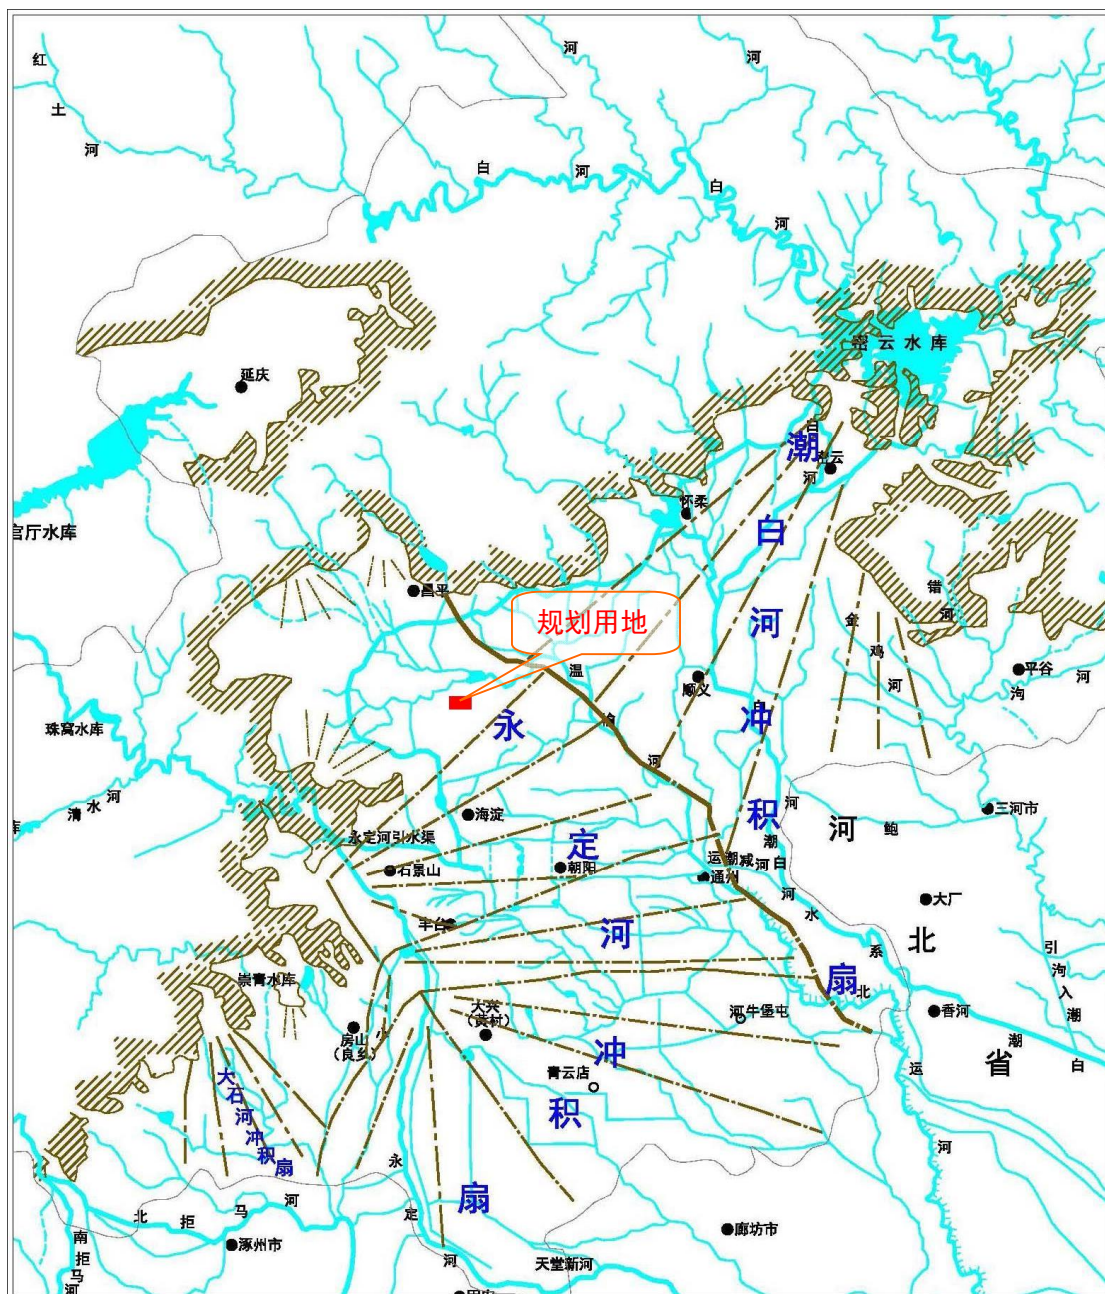 红
土
河
河
河
白
河
白
河
密云水库
延庆
官厅水库
白
河
密云
怀柔
潮
白
河
冲
积
扇
昌平
规划用地
温
榆
河
顺义
白
河
金
鸡
河
错
河
平谷
泃
河
珠窝水库
清水河
库
永
定
河
冲
积
扇
海淀
永定河引水渠
石景山
朝阳
丰台
运潮减河
通州
潮
白
河
水
系
三河市
鲍
大厂
河
北
省
引
泃
入
潮
香河
潮
白
北
运
河
崇青水库
房山
(良乡)
小
大兴
(黄村)
河牛堡屯
青云店
大
石
河
冲
积
扇
永
定
河
北
拒
马
河
南
拒
马
河
涿州市
廊坊市
天堂新河
固安